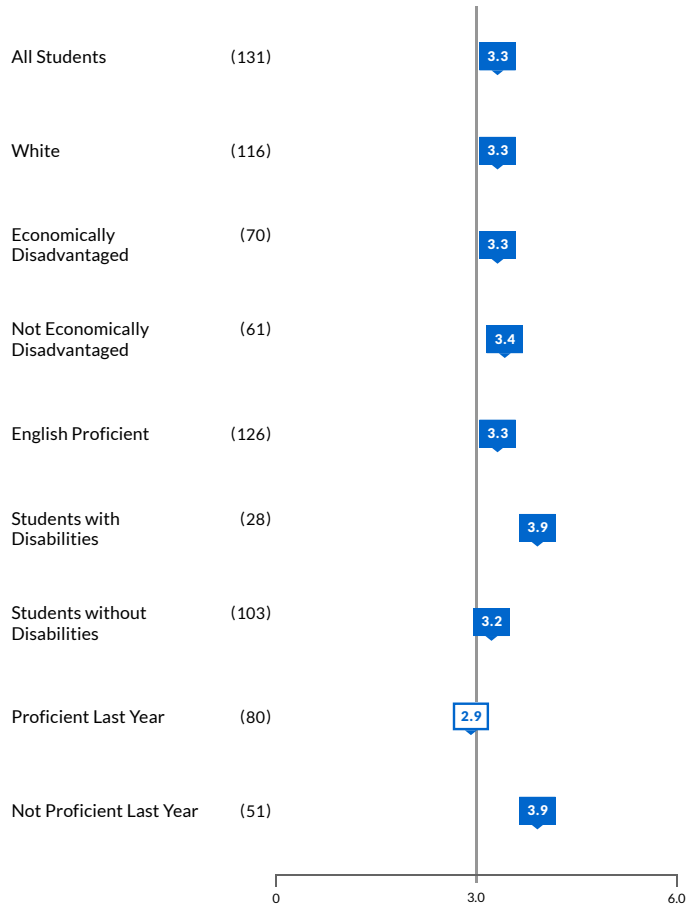 All Students (131) 3.3
White (116) 3.3
Economically (70) 3.3
Disadvantaged
Not Economically (61) 3.4
Disadvantaged
English Proficient (126) 3.3
Students with (28) 3.9
Disabilities
Students without (103) 3.2
Disabilities
Proficient Last Year (80) 2.9
Not Proficient Last Year (51) 3.9
0 3.0 6.0